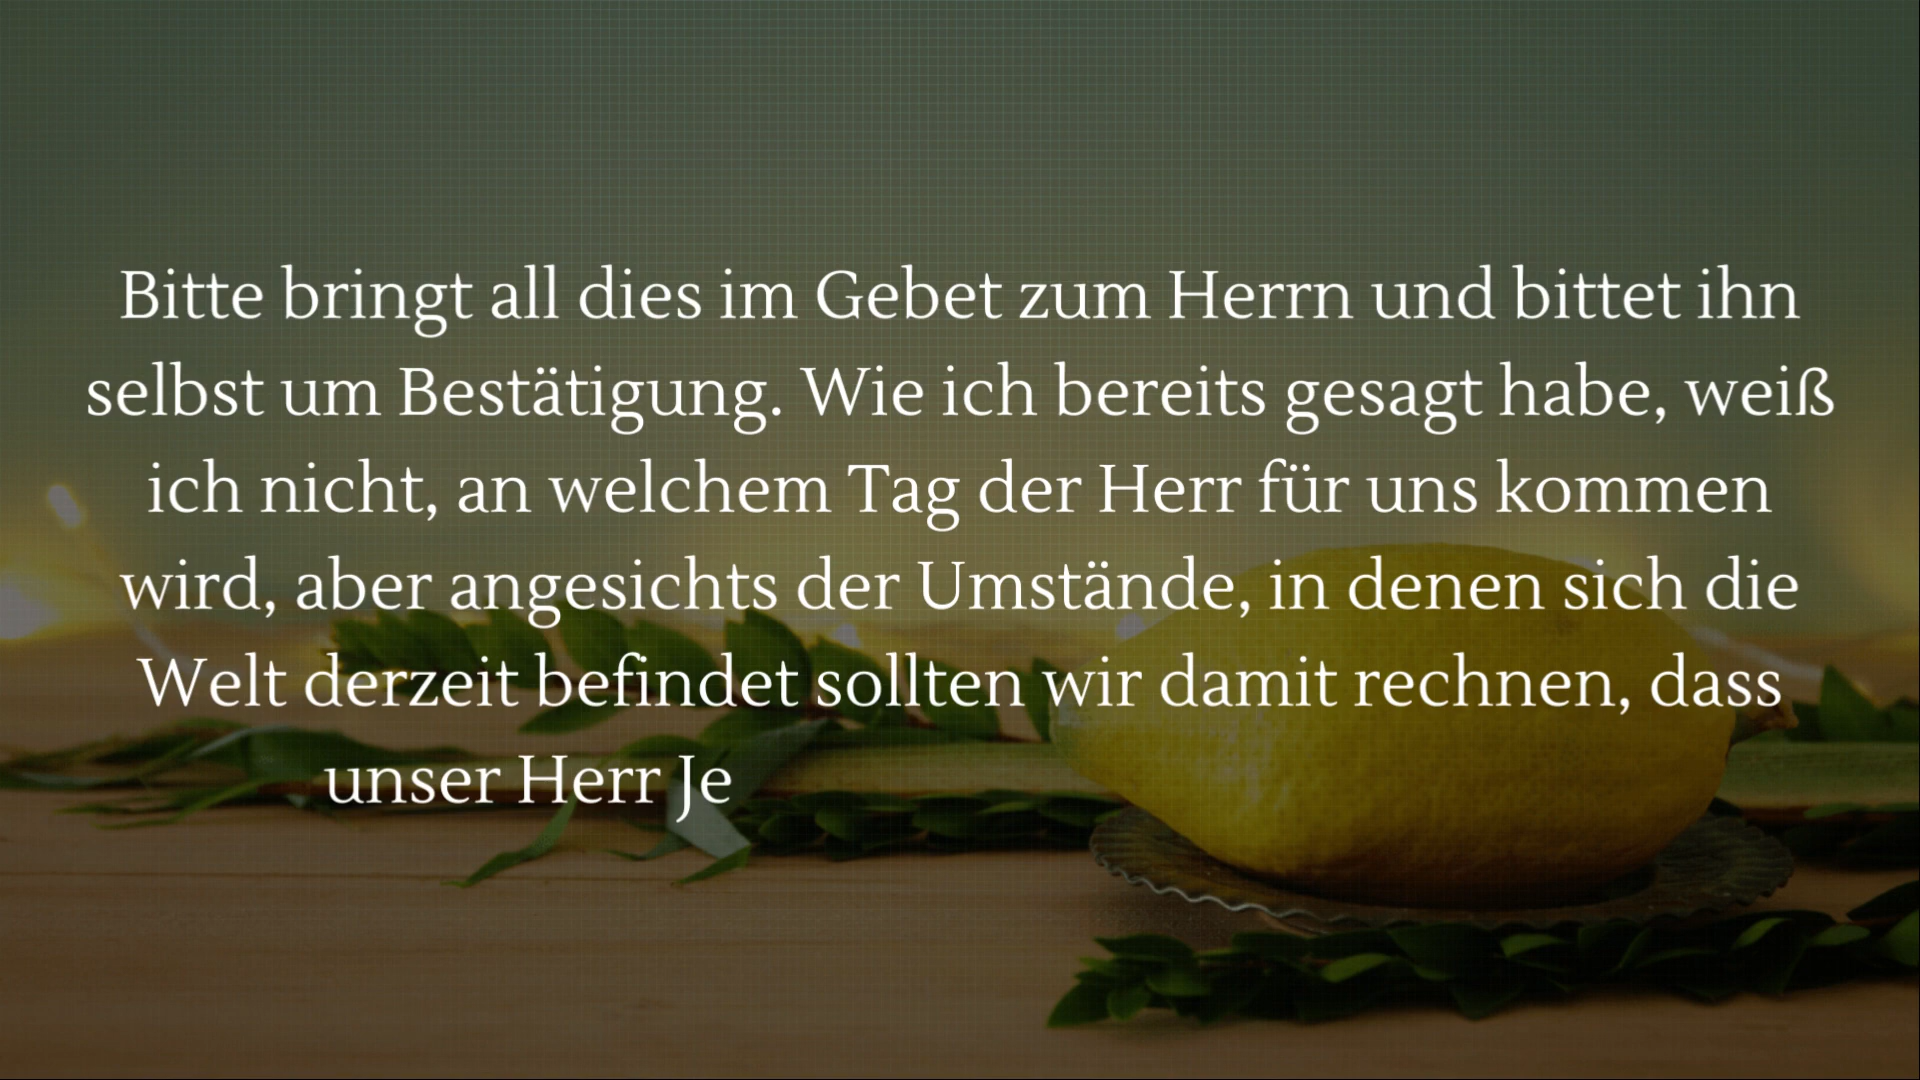 Bitte bringt all dies im Gebet zum Herrn und bittet ihn
selbst um Bestätigung. Wie ich bereits gesagt habe, weiß
ich nicht, an welchem Tag der Herr für uns kommen
wird, aber angesichts der Umstände, in denen sich die
Welt derzeit befindet sollten wir damit rechnen, dass
unser Herr Je